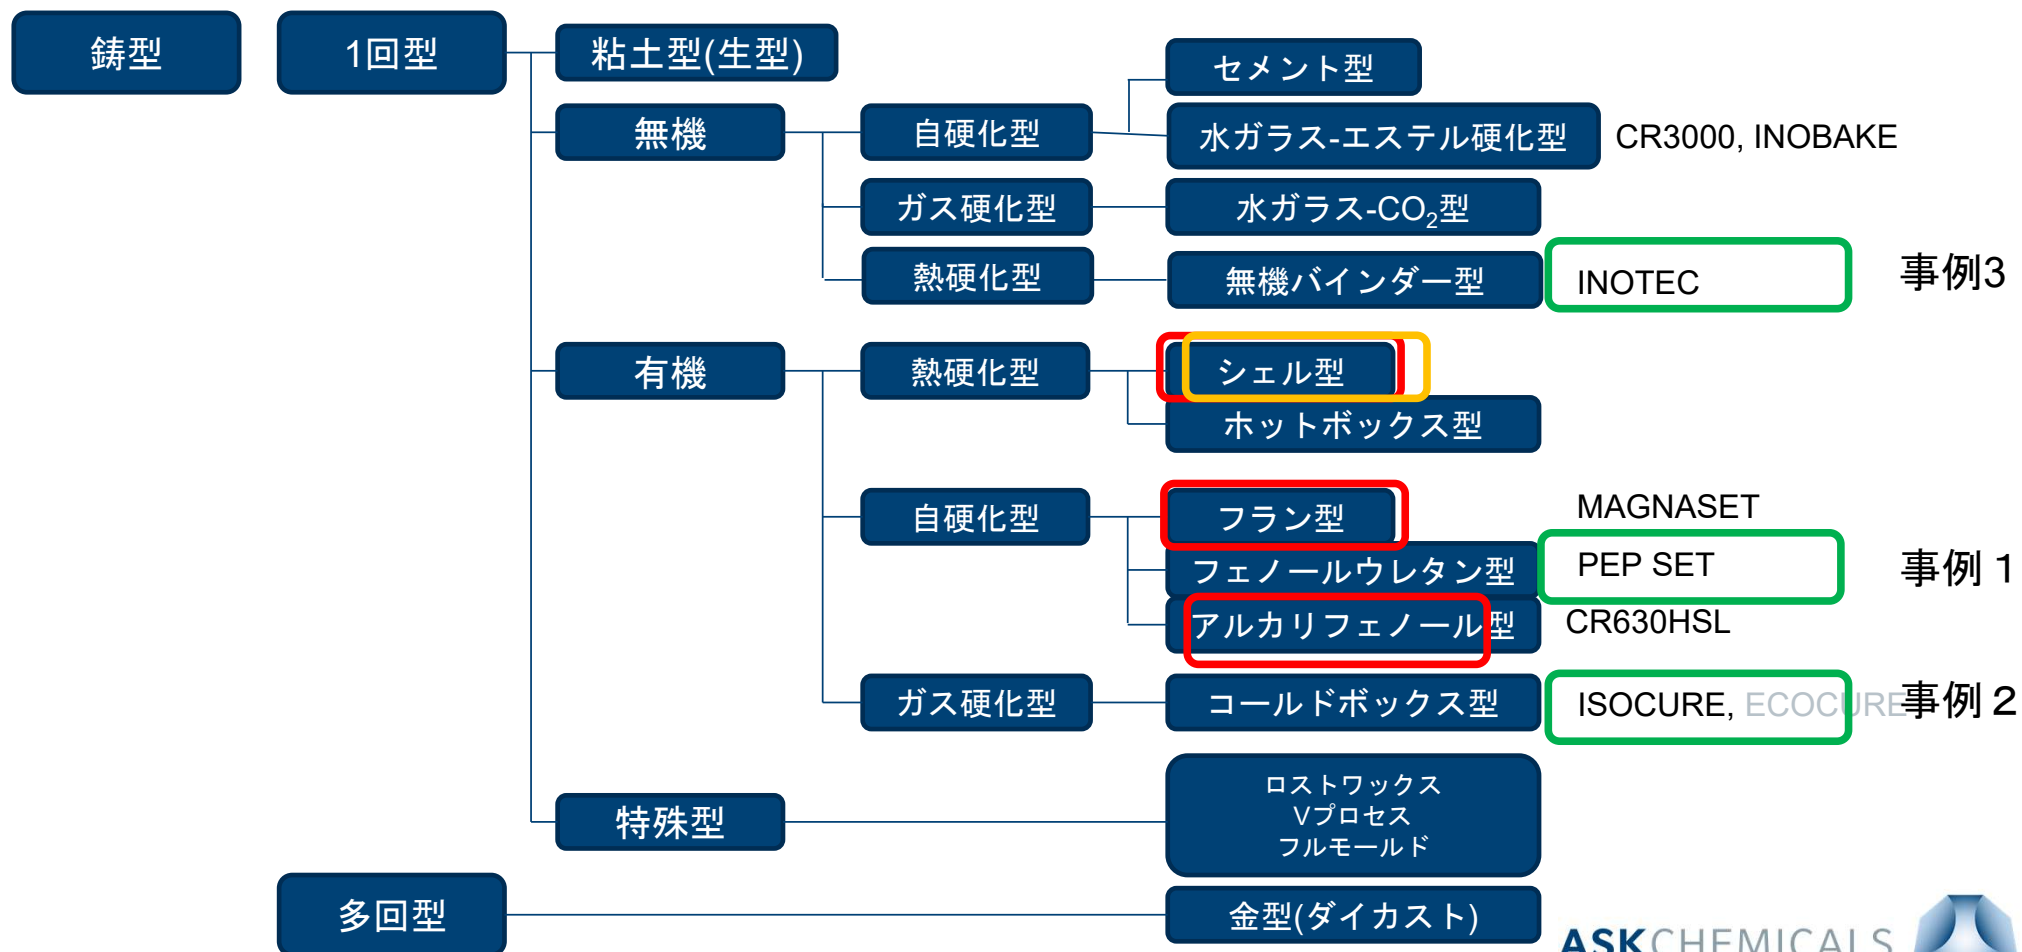 鋳型
1回型
粘土型(生型)
セメント型
無機
自硬化型
水ガラス-エステル硬化型
CR3000, INOBAKE
ガス硬化型
水ガラス-CO₂型
熱硬化型
無機バインダー型
INOTEC
事例3
有機
熱硬化型
シェル型
ホットボックス型
自硬化型
フラン型
MAGNASET
フェノールウレタン型
PEP SET
事例１
アルカリフェノール型
CR630HSL
ガス硬化型
コールドボックス型
ISOCURE, ECOCURE
事例２
特殊型
ロストワックス
Vプロセス
フルモールド
多回型
金型(ダイカスト)
ASKCHEMICALS